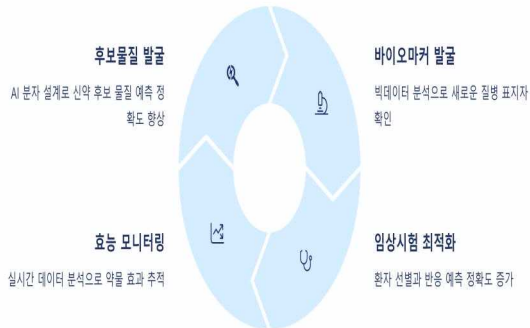 후보물질 발굴
AI 분자 설계로 신약 후보 물질 예측 정
확도 향상
바이오마커 발굴
빅데이터 분석으로 새로운 질병 표지자
확인
효능 모니터링
실시간 데이터 분석으로 약물 효과 추적
임상시험 최적화
환자 선별과 반응 예측 정확도 증가